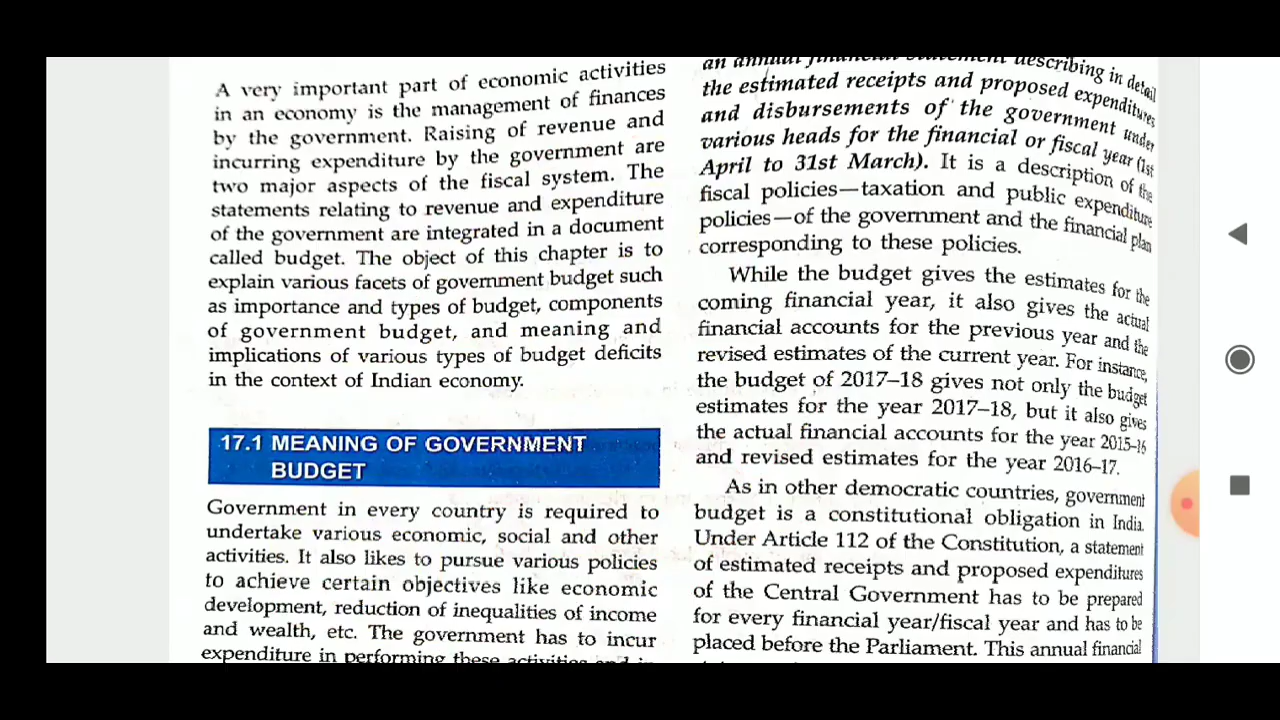 A very important part of economic activities
in an economy is the management of finances
by the government. Raising of revenue and
incurring expenditure by the government are
two major aspects of the fiscal system. The
statements relating to revenue and expenditure
of the government are integrated in a document
called budget. The object of this chapter is to
explain various facets of government budget such
as importance and types of budget, components
of government budget, and meaning and
implications of various types of budget deficits
in the context of Indian economy.
17.1 MEANING OF GOVERNMENT
BUDGET
Government in every country is required to
undertake various economic, social and other
activities. It also likes to pursue various policies
to achieve certain objectives like economic
development, reduction of inequalities of income
and wealth, etc. The government has to incur
expenditure in performing these activities and in
an annual financial statement describing in detail
the estimated receipts and proposed expenditures
and disbursements of the government under
various heads for the financial or fiscal year (1st
April to 31st March). It is a description of the
fiscal policies—taxation and public expenditure
policies—of the government and the financial plan
corresponding to these policies.
While the budget gives the estimates for the
coming financial year, it also gives the actual
financial accounts for the previous year and the
revised estimates of the current year. For instance,
the budget of 2017–18 gives not only the budget
estimates for the year 2017–18, but it also gives
the actual financial accounts for the year 2015–16
and revised estimates for the year 2016–17.
As in other democratic countries, government
budget is a constitutional obligation in India.
Under Article 112 of the Constitution, a statement
of estimated receipts and proposed expenditures
of the Central Government has to be prepared
for every financial year/fiscal year and has to be
placed before the Parliament. This annual financial